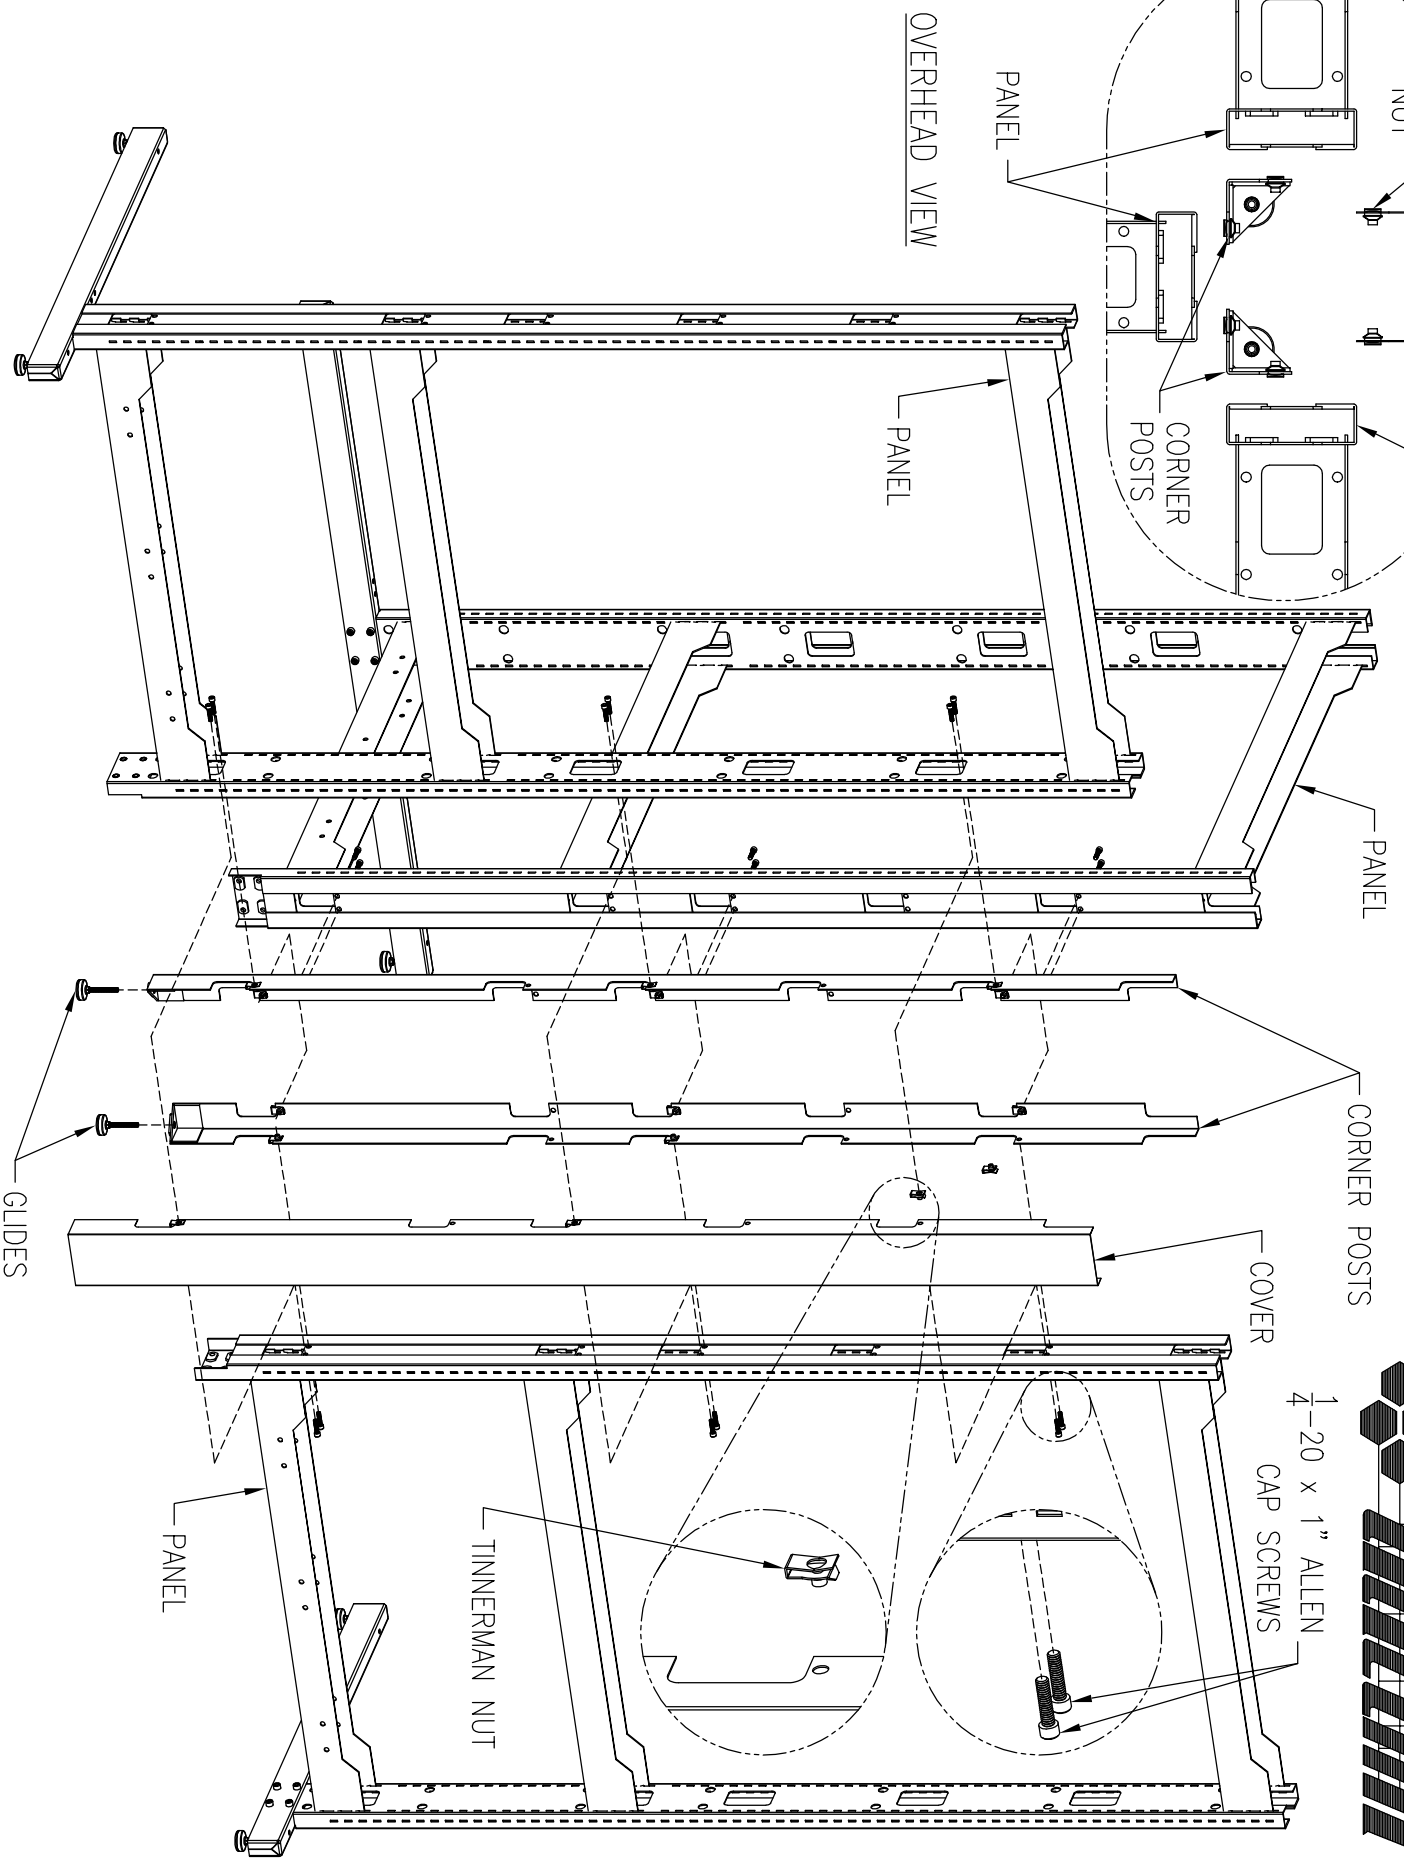 1/4-20 x 1" ALLEN
CAP SCREWS
CORNER POSTS
COVER
PANEL
NUT
PANEL
CORNER
POSTS
OVERHEAD VIEW
PANEL
TINNERMAN NUT
PANEL
GLIDES